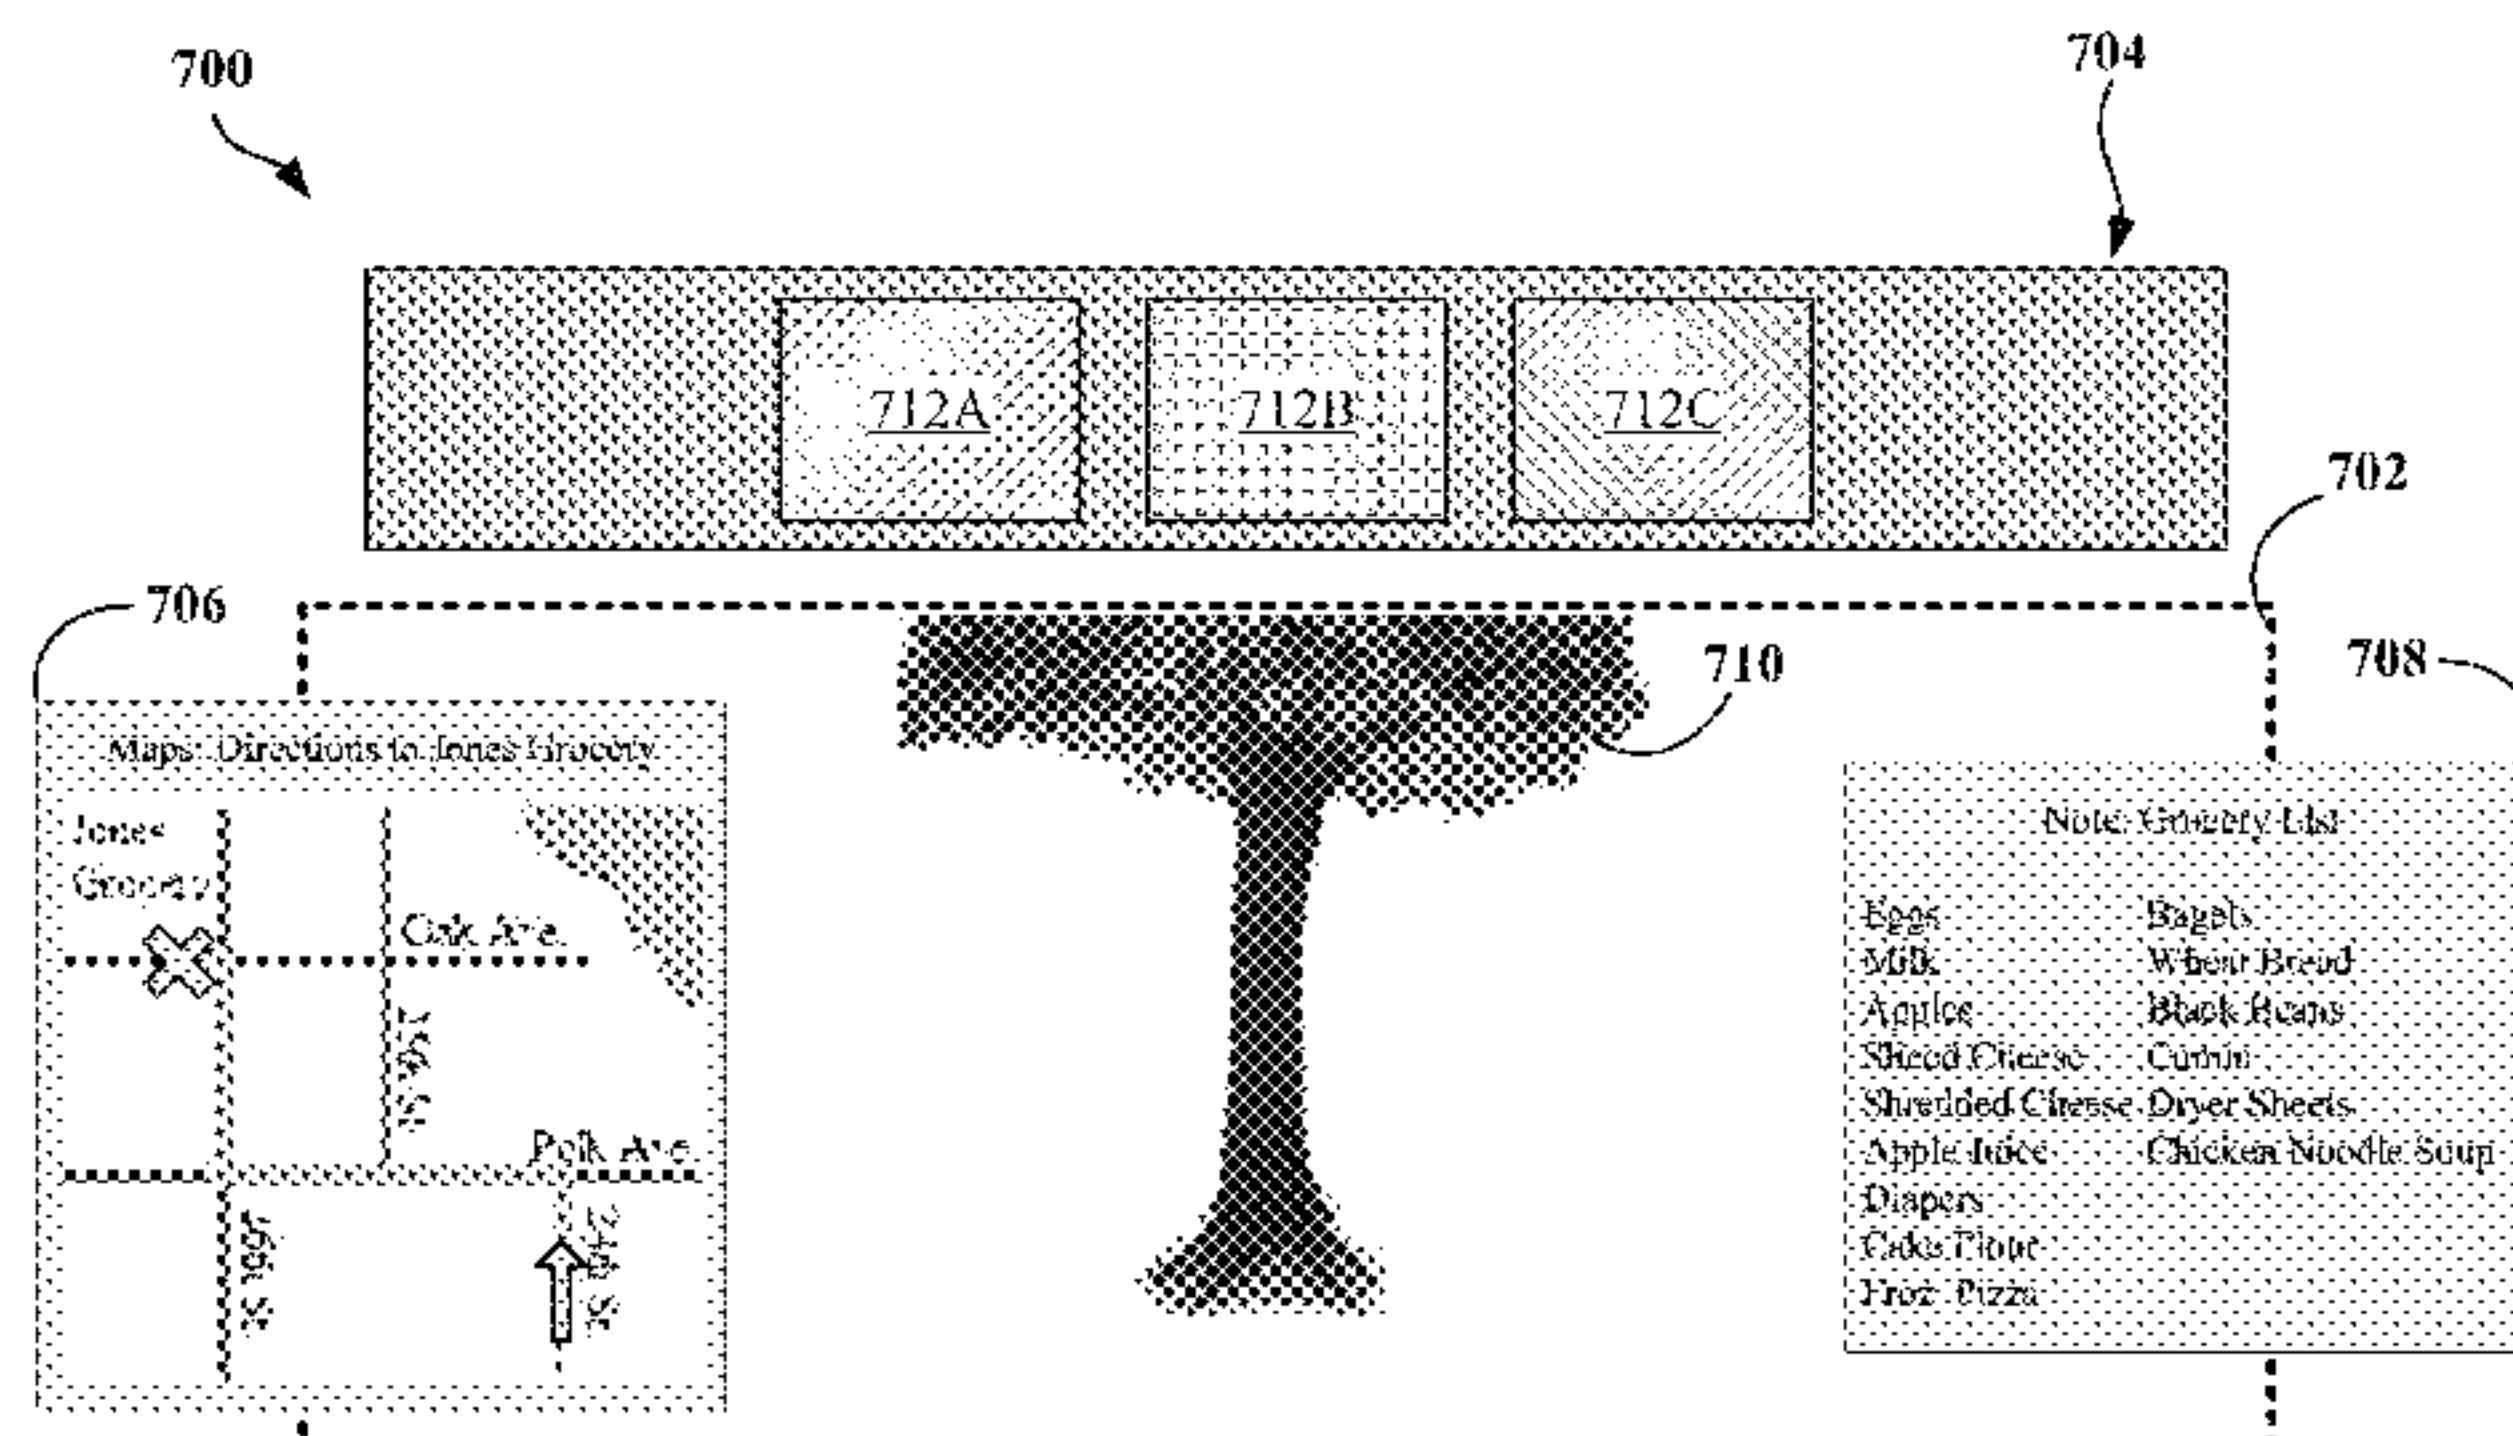 700
704
712A
712B
712C
702
706
708
710
Maps: Directions to Jones Grocery
Jones
Grocery
Oak Ave.
Polk Ave.
Note: Grocery List
Eggs
Milk
Apples
Sliced Cheese
Shredded Cheese
Apple Juice
Diapers
Cake Flour
Froz. Pizza
Bagels
Wheat Bread
Black Beans
Cumin
Dryer Sheets
Chicken Noodle Soup